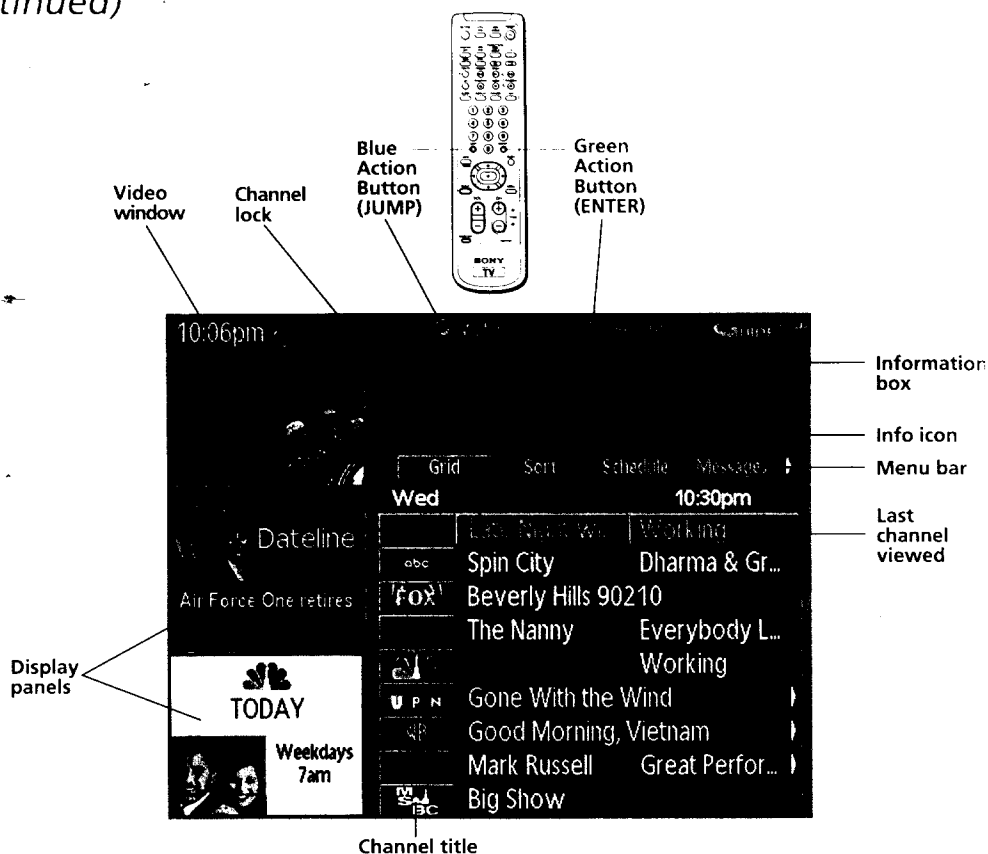 tinued)
Blue
Action
Button
(JUMP)
Green
Action
Button
(ENTER)
Video
window
Channel
lock
SONY
TV
10:06pm
Information
box
Info icon
Grid Sort Schedule Messages
Menu bar
Wed 10:30pm
Working
Last
channel
viewed
Dateline
abc Spin City Dharma & Gr...
Air Force One retires
FOX Beverly Hills 90210
The Nanny Everybody L...
Working
Display
panels
TODAY
UPN Gone With the Wind
Good Morning, Vietnam
Weekdays
7am
Mark Russell Great Perfor...
MSNBC Big Show
Channel title